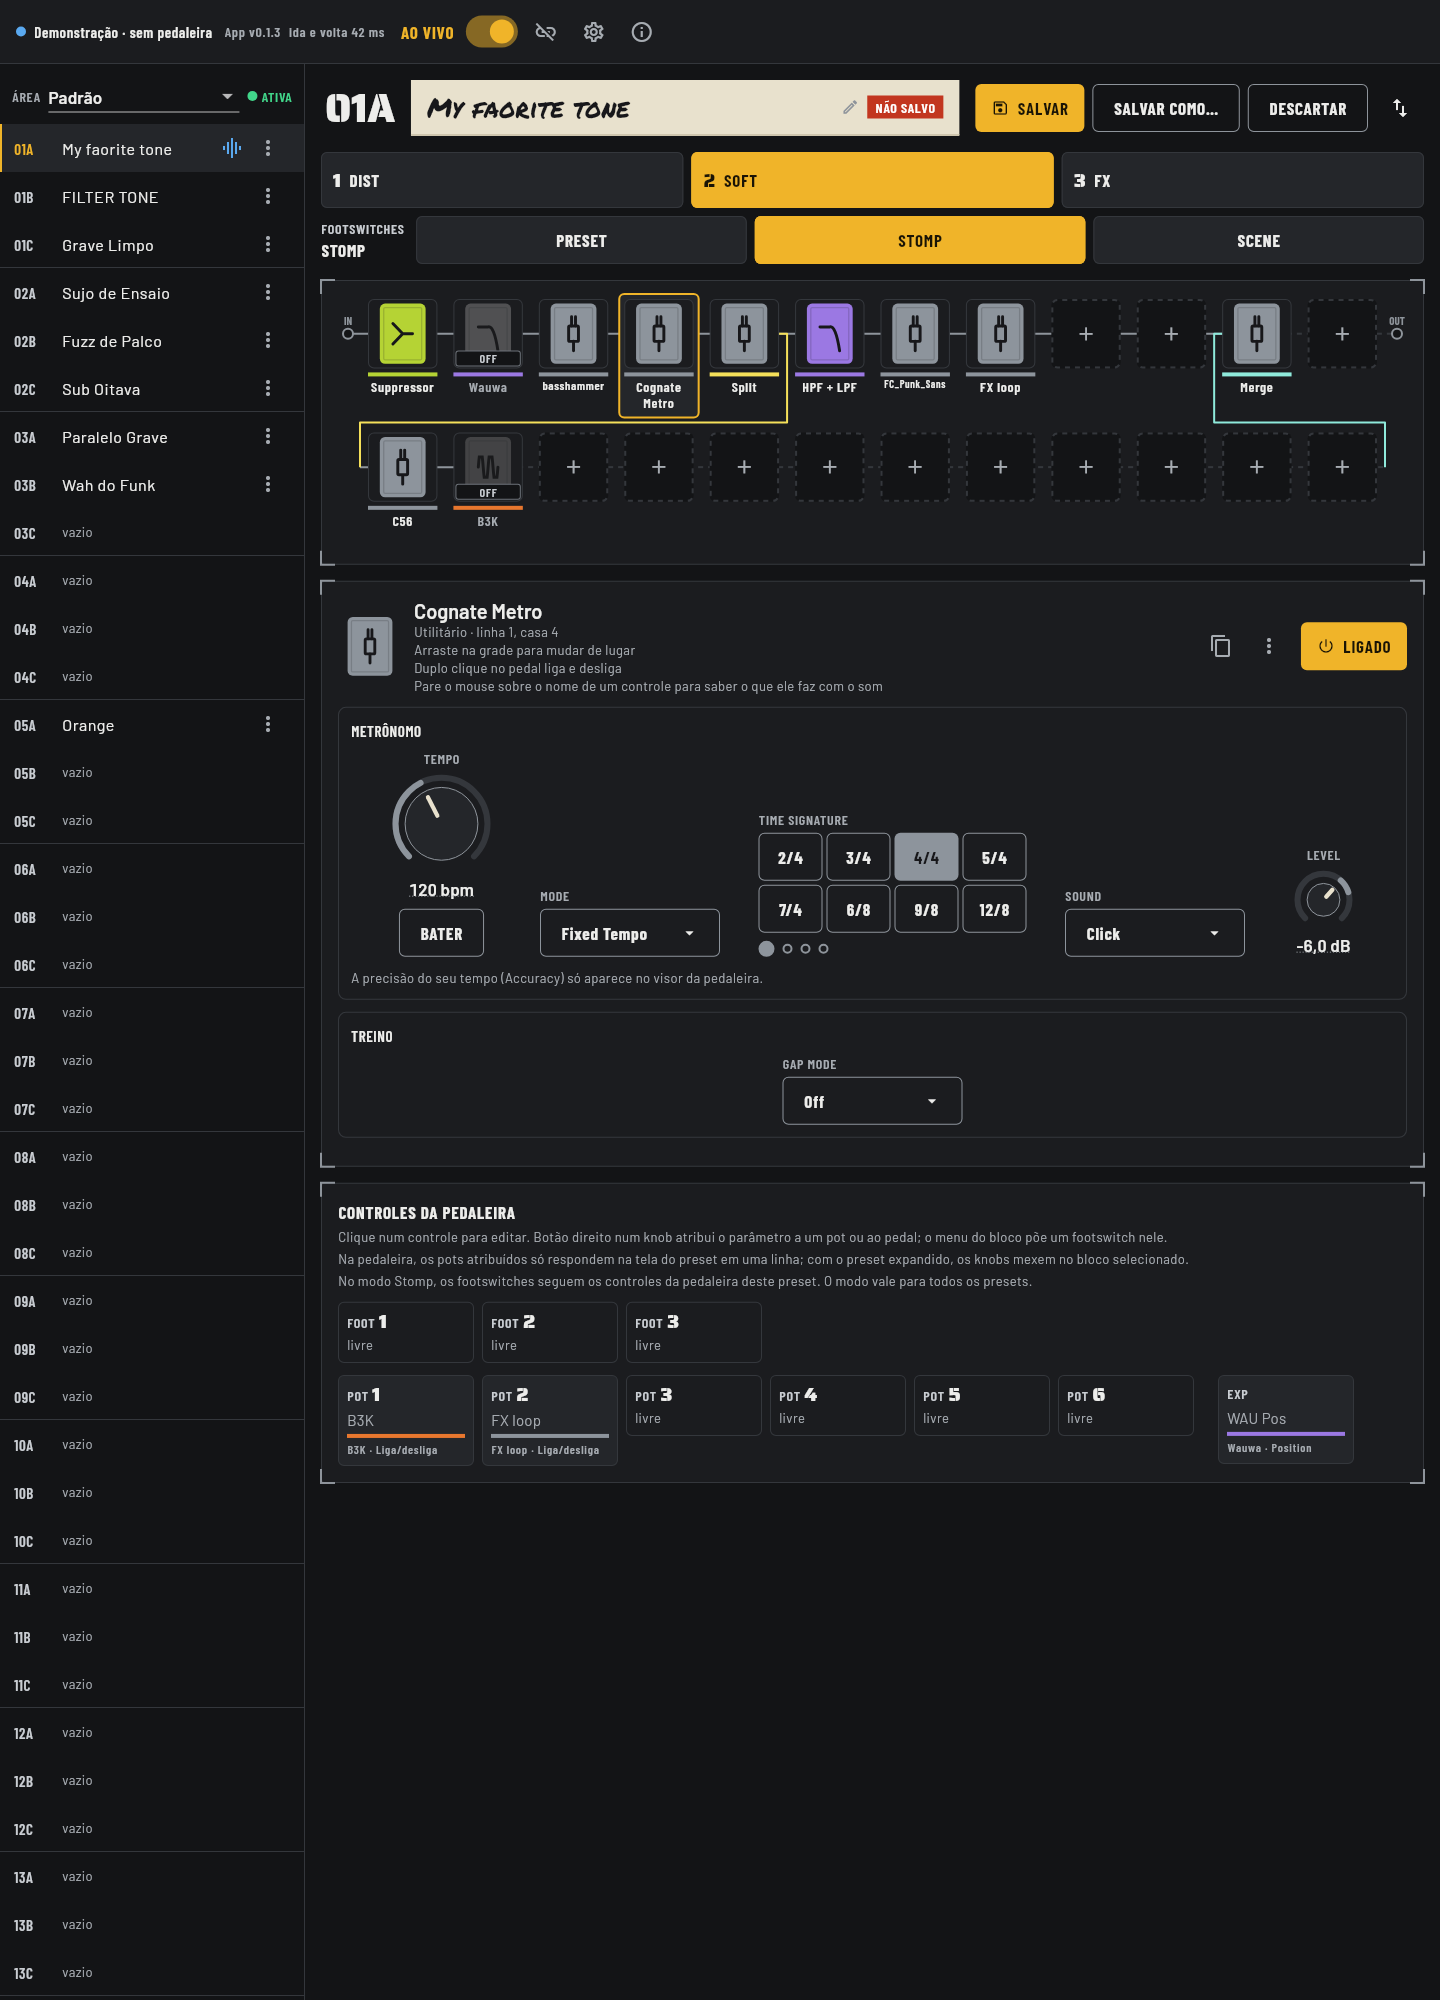 Demonstração · sem pedaleira App v0.1.3 Ida e volta 42 ms AO VIVO
ÁREA Padrão ATIVA
01A My faorite tone
01B FILTER TONE
01C Grave Limpo
02A Sujo de Ensaio
02B Fuzz de Palco
02C Sub Oitava
03A Paralelo Grave
03B Wah do Funk
03C vazio
04A vazio
04B vazio
04C vazio
05A Orange
05B vazio
05C vazio
06A vazio
06B vazio
06C vazio
07A vazio
07B vazio
07C vazio
08A vazio
08B vazio
08C vazio
09A vazio
09B vazio
09C vazio
10A vazio
10B vazio
10C vazio
11A vazio
11B vazio
11C vazio
12A vazio
12B vazio
12C vazio
13A vazio
13B vazio
13C vazio
01A My faorite tone NÃO SALVO SALVAR SALVAR COMO... DESCARTAR
1 DIST 2 SOFT 3 FX
FOOTSWITCHES
STOMP PRESET STOMP SCENE
IN OUT
OFF
Suppressor Wauwa basshammer Cognate Metro Split HPF + LPF FC_Punk_Sans FX loop Merge
OFF
C56 B3K
Cognate Metro
Utilitário · linha 1, casa 4
Arraste na grade para mudar de lugar
Duplo clique no pedal liga e desliga
Pare o mouse sobre o nome de um controle para saber o que ele faz com o som
LIGADO
METRÔNOMO
TEMPO
120 bpm
BATER
MODE
Fixed Tempo
TIME SIGNATURE
2/4 3/4 4/4 5/4
7/4 6/8 9/8 12/8
SOUND
Click
LEVEL
-6,0 dB
A precisão do seu tempo (Accuracy) só aparece no visor da pedaleira.
TREINO
GAP MODE
Off
CONTROLES DA PEDALEIRA
Clique num controle para editar. Botão direito num knob atribui o parâmetro a um pot ou ao pedal; o menu do bloco põe um footswitch nele.
Na pedaleira, os pots atribuídos só respondem na tela do preset em uma linha; com o preset expandido, os knobs mexem no bloco selecionado.
No modo Stomp, os footswitches seguem os controles da pedaleira deste preset. O modo vale para todos os presets.
FOOT 1 FOOT 2 FOOT 3
livre livre livre
POT 1 POT 2 POT 3 POT 4 POT 5 POT 6 EXP
B3K FX loop livre livre livre livre WAU Pos
B3K · Liga/desliga FX loop · Liga/desliga Wauwa · Position